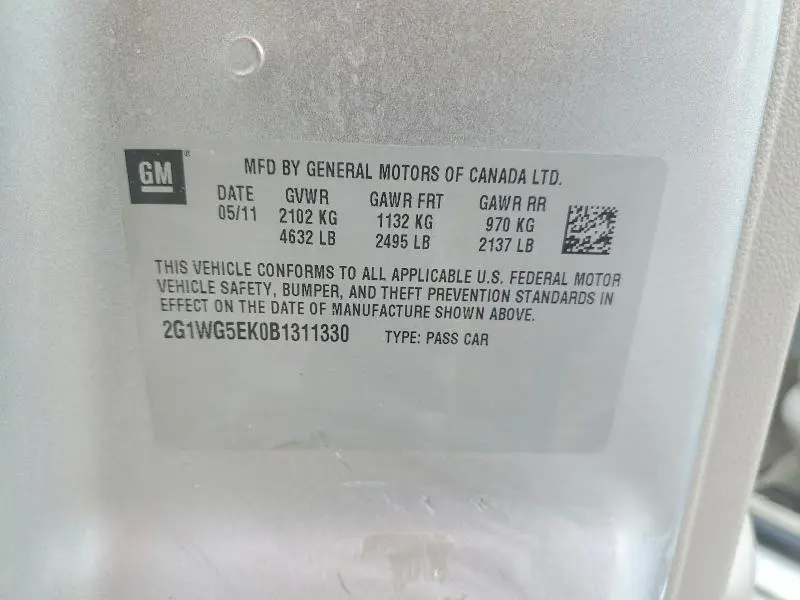 GM®
MFD BY GENERAL MOTORS OF CANADA LTD.
DATE GVWR GAWR FRT GAWR RR
05/11 2102 KG 1132 KG 970 KG
4632 LB 2495 LB 2137 LB
THIS VEHICLE CONFORMS TO ALL APPLICABLE U.S. FEDERAL MOTOR
VEHICLE SAFETY, BUMPER, AND THEFT PREVENTION STANDARDS IN
EFFECT ON THE DATE OF MANUFACTURE SHOWN ABOVE.
2G1WG5EK0B1311330 TYPE: PASS CAR